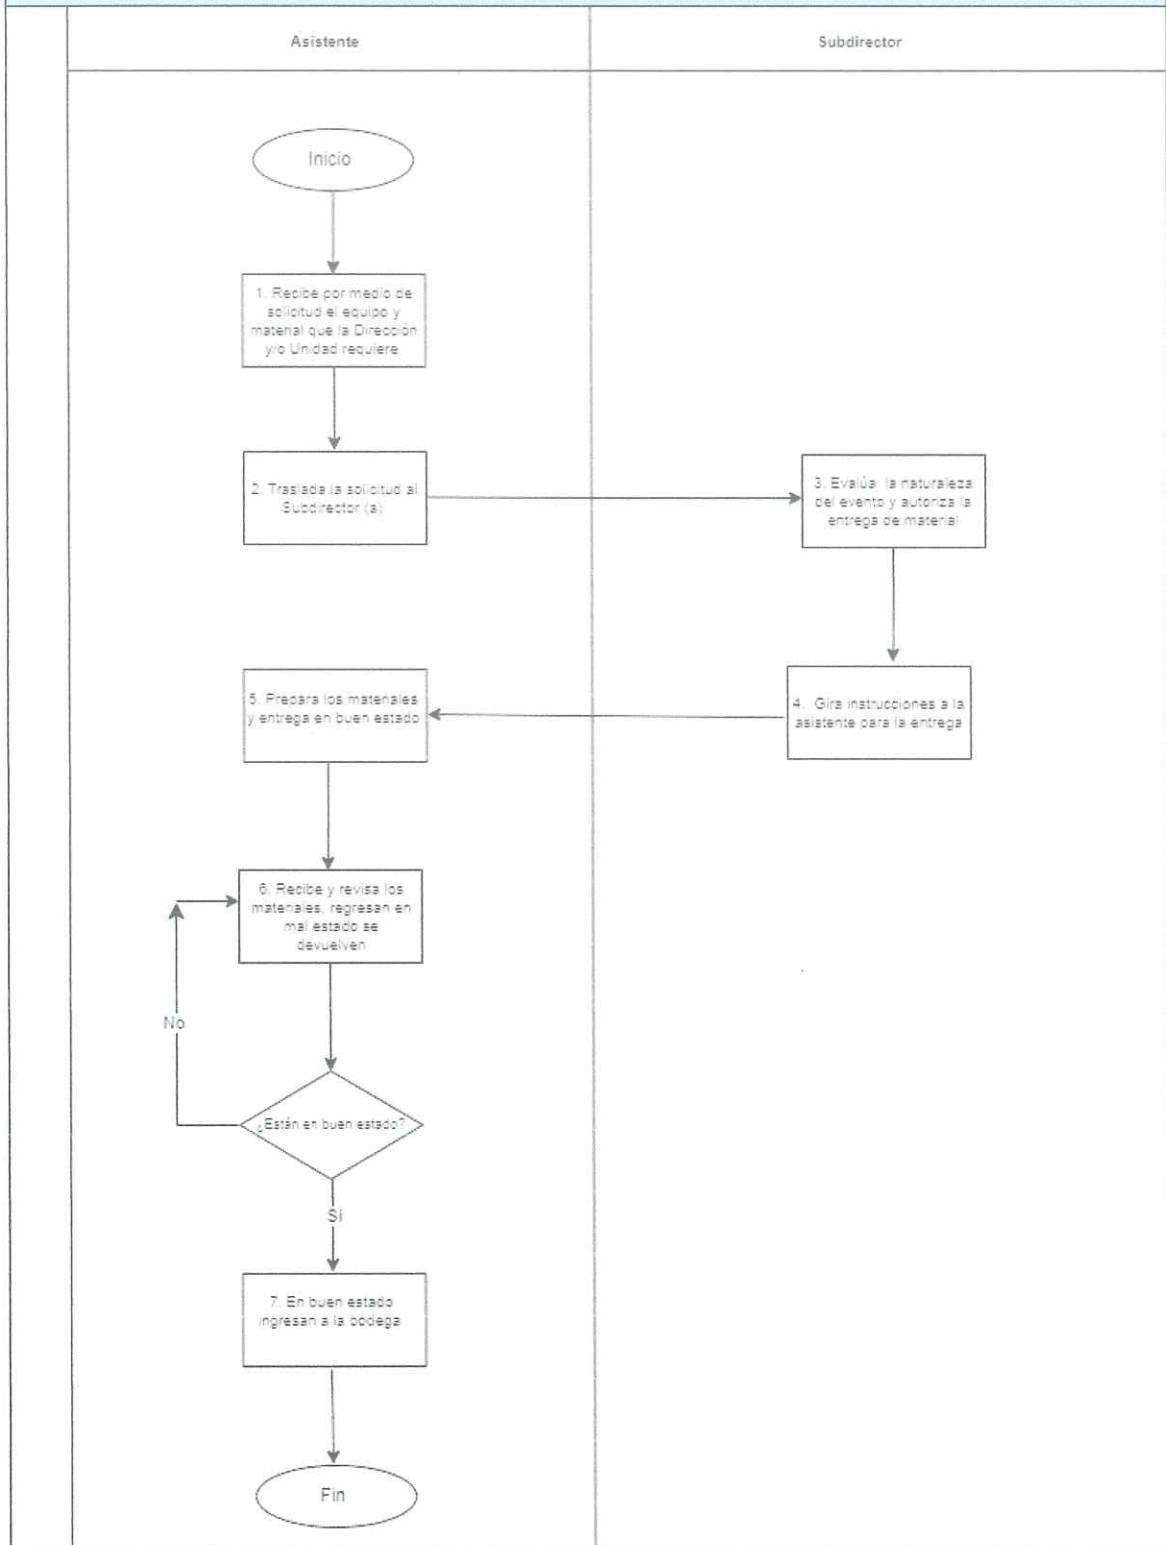 Asistente
Subdirector
Inicio
1. Recibe por medio de
solicitud el equipo y
material que la Dirección
y/o Unidad requiere
2. Traslada la solicitud al
Subdirector (a)
3. Evalúa la naturaleza
del evento y autoriza la
entrega de material
4. Gira instrucciones a la
asistente para la entrega
5. Prepara los materiales
y entrega en buen estado
6. Recibe y revisa los
materiales, regresan en
mal estado se
devuelven
No
¿Están en buen estado?
Si
7. En buen estado
ingresan a la bodega
Fin